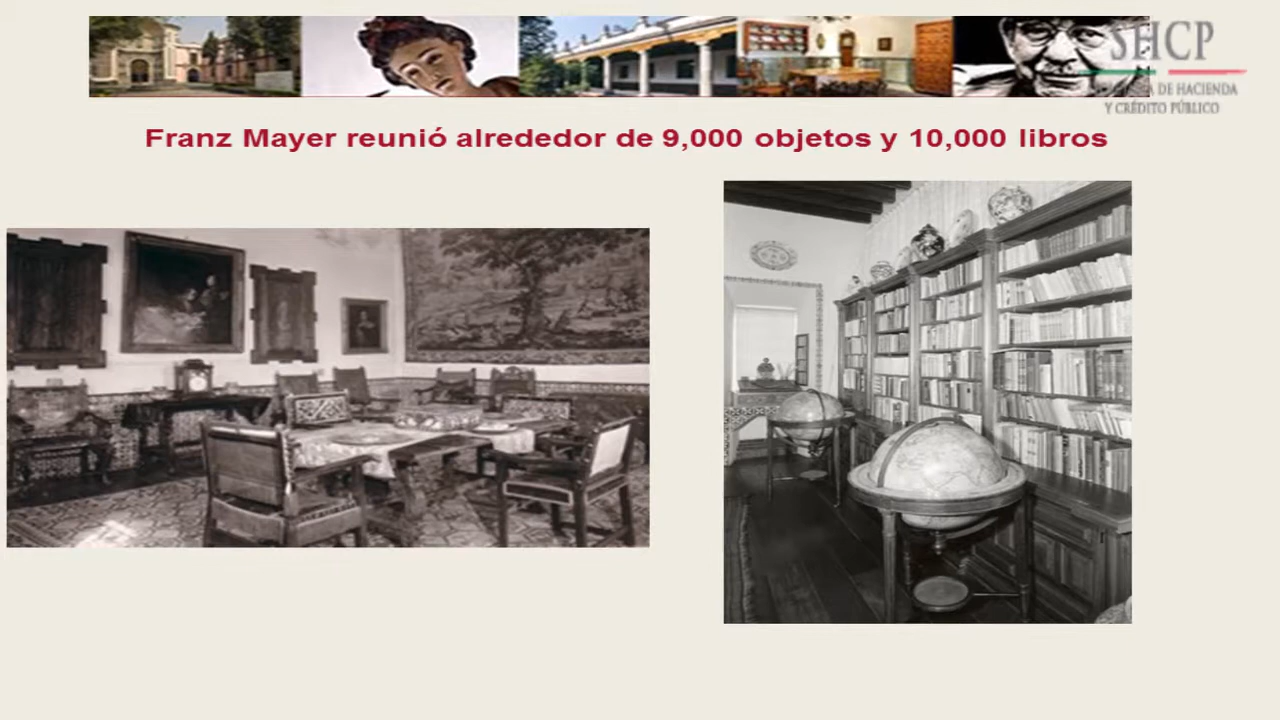 SHCP
DE HACIENDA
Y CRÉDITO PÚBLICO
Franz Mayer reunió alrededor de 9,000 objetos y 10,000 libros